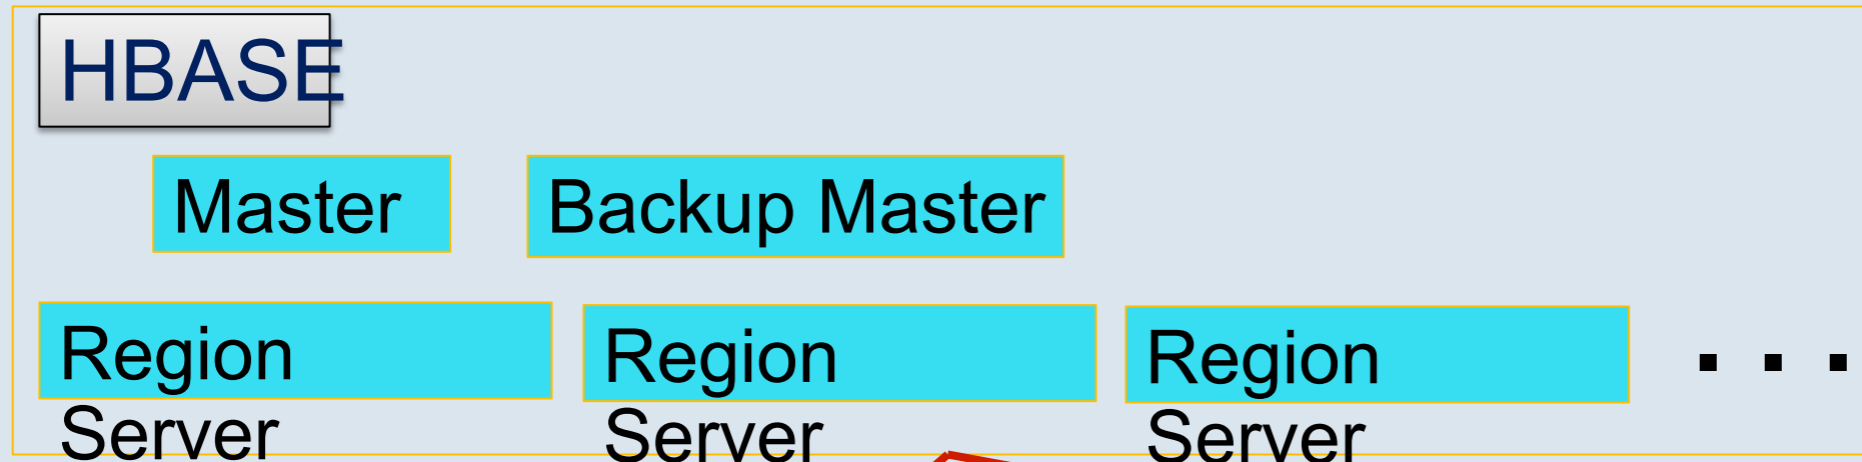 HBASE
Master Backup Master
Region Region Region . . .
Server Server Server